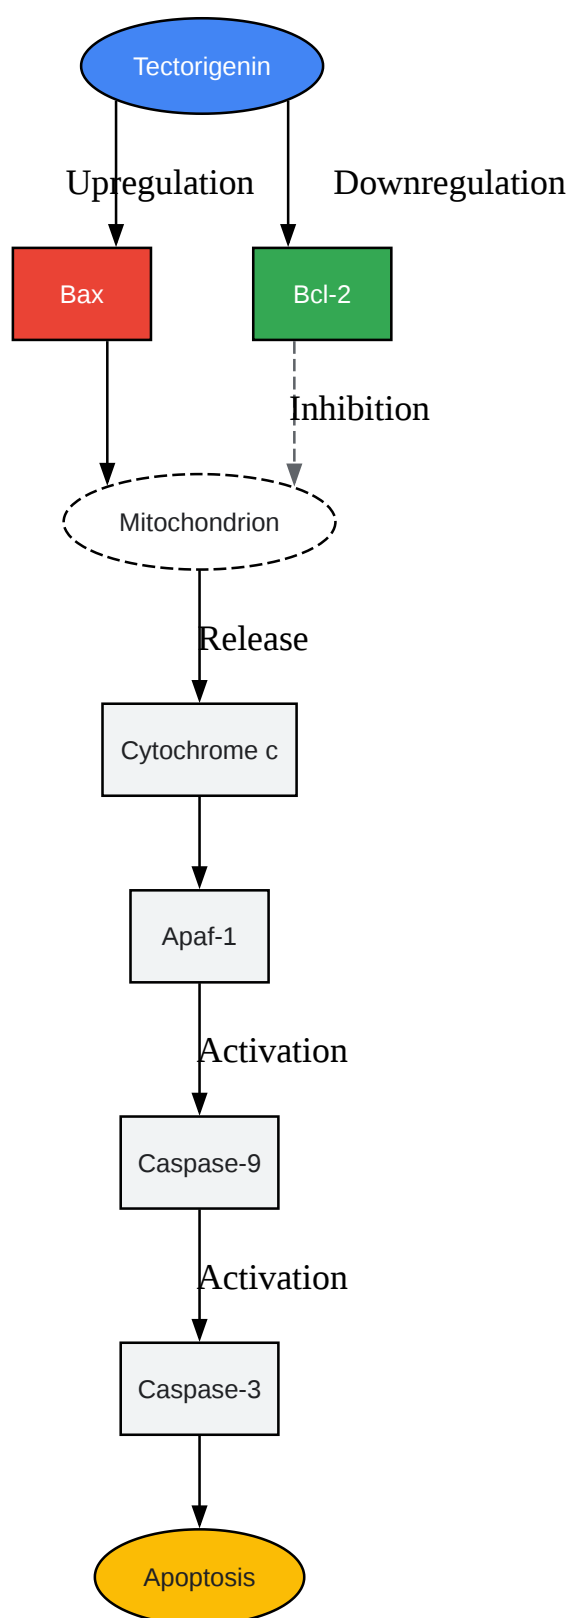 Tectorigenin
Upregulation
Downregulation
Bax
Bcl-2
Inhibition
Mitochondrion
Release
Cytochrome c
Apaf-1
Activation
Caspase-9
Activation
Caspase-3
Apoptosis